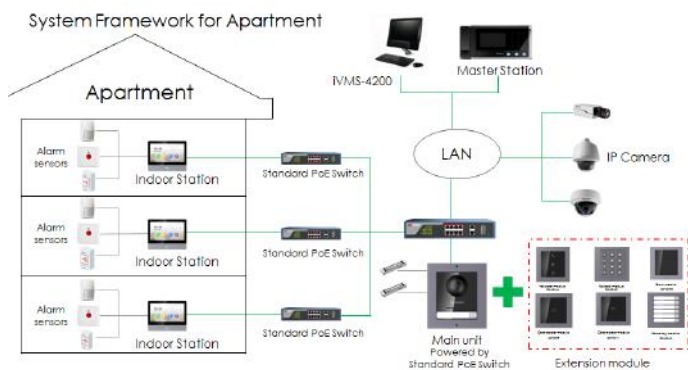 System Framework for Apartment
iVMS-4200
Master Station
Apartment
LAN
IP Camera
Alarm
sensors
Indoor Station
Standard PoE Switch
Alarm
sensors
Indoor Station
Standard PoE Switch
Alarm
sensors
Indoor Station
Standard PoE Switch
Main unit
Powered by
Standard PoE Switch
Extension module